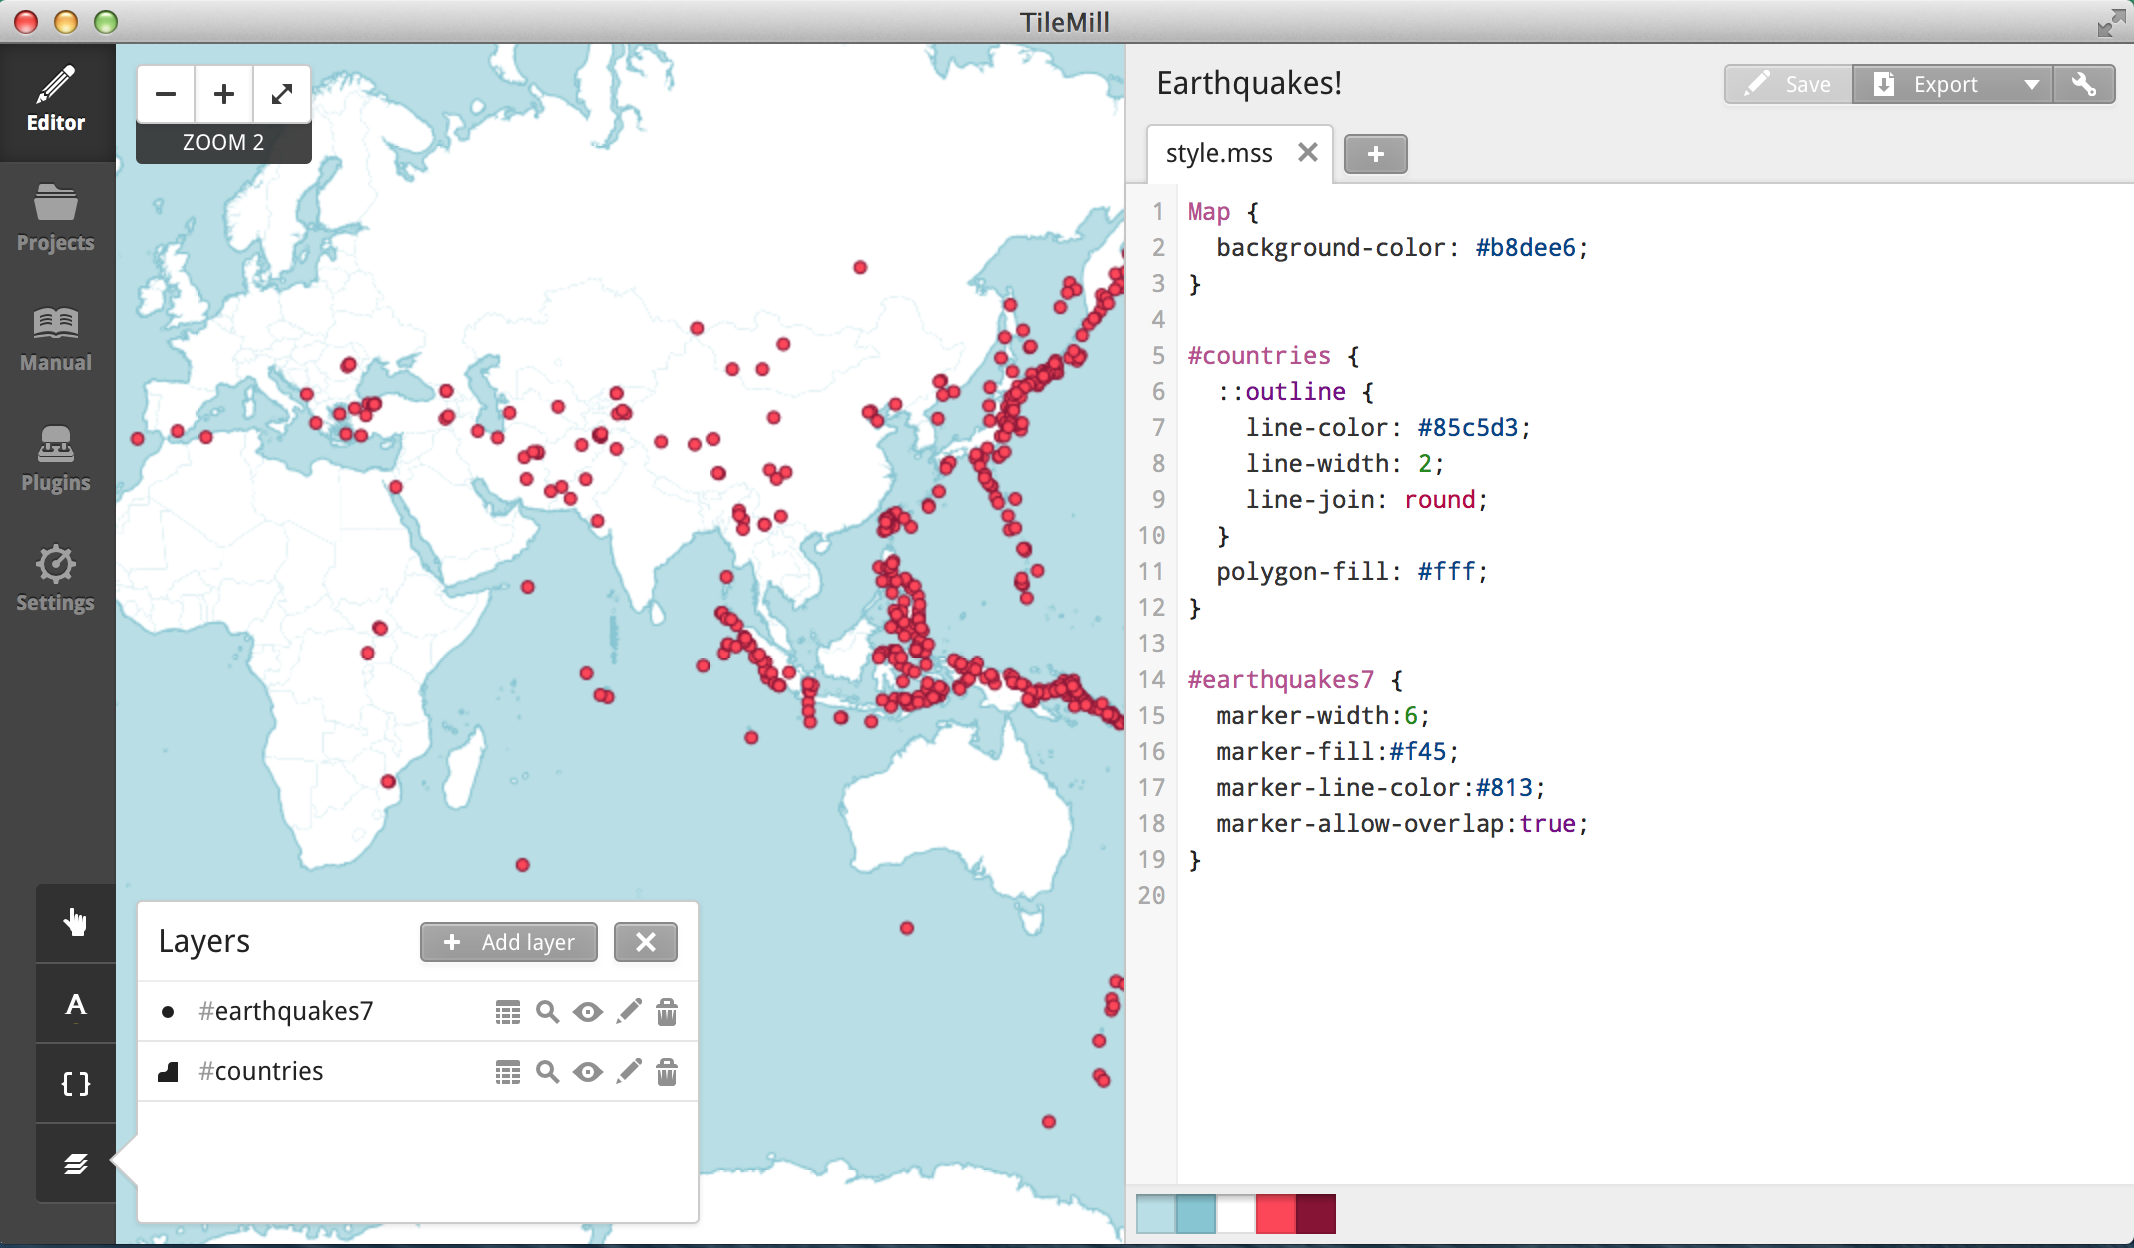 TileMill
Editor
Projects
Manual
Plugins
Settings
ZOOM 2
Earthquakes!
Save
Export
style.mss
1 Map {
2 background-color: #b8dee6;
3 }
4
5 #countries {
6 ::outline {
7 line-color: #85c5d3;
8 line-width: 2;
9 line-join: round;
10 }
11 polygon-fill: #fff;
12 }
13
14 #earthquakes7 {
15 marker-width:6;
16 marker-fill:#f45;
17 marker-line-color:#813;
18 marker-allow-overlap:true;
19 }
20
A
{}
Layers
+ Add layer
#earthquakes7
#countries